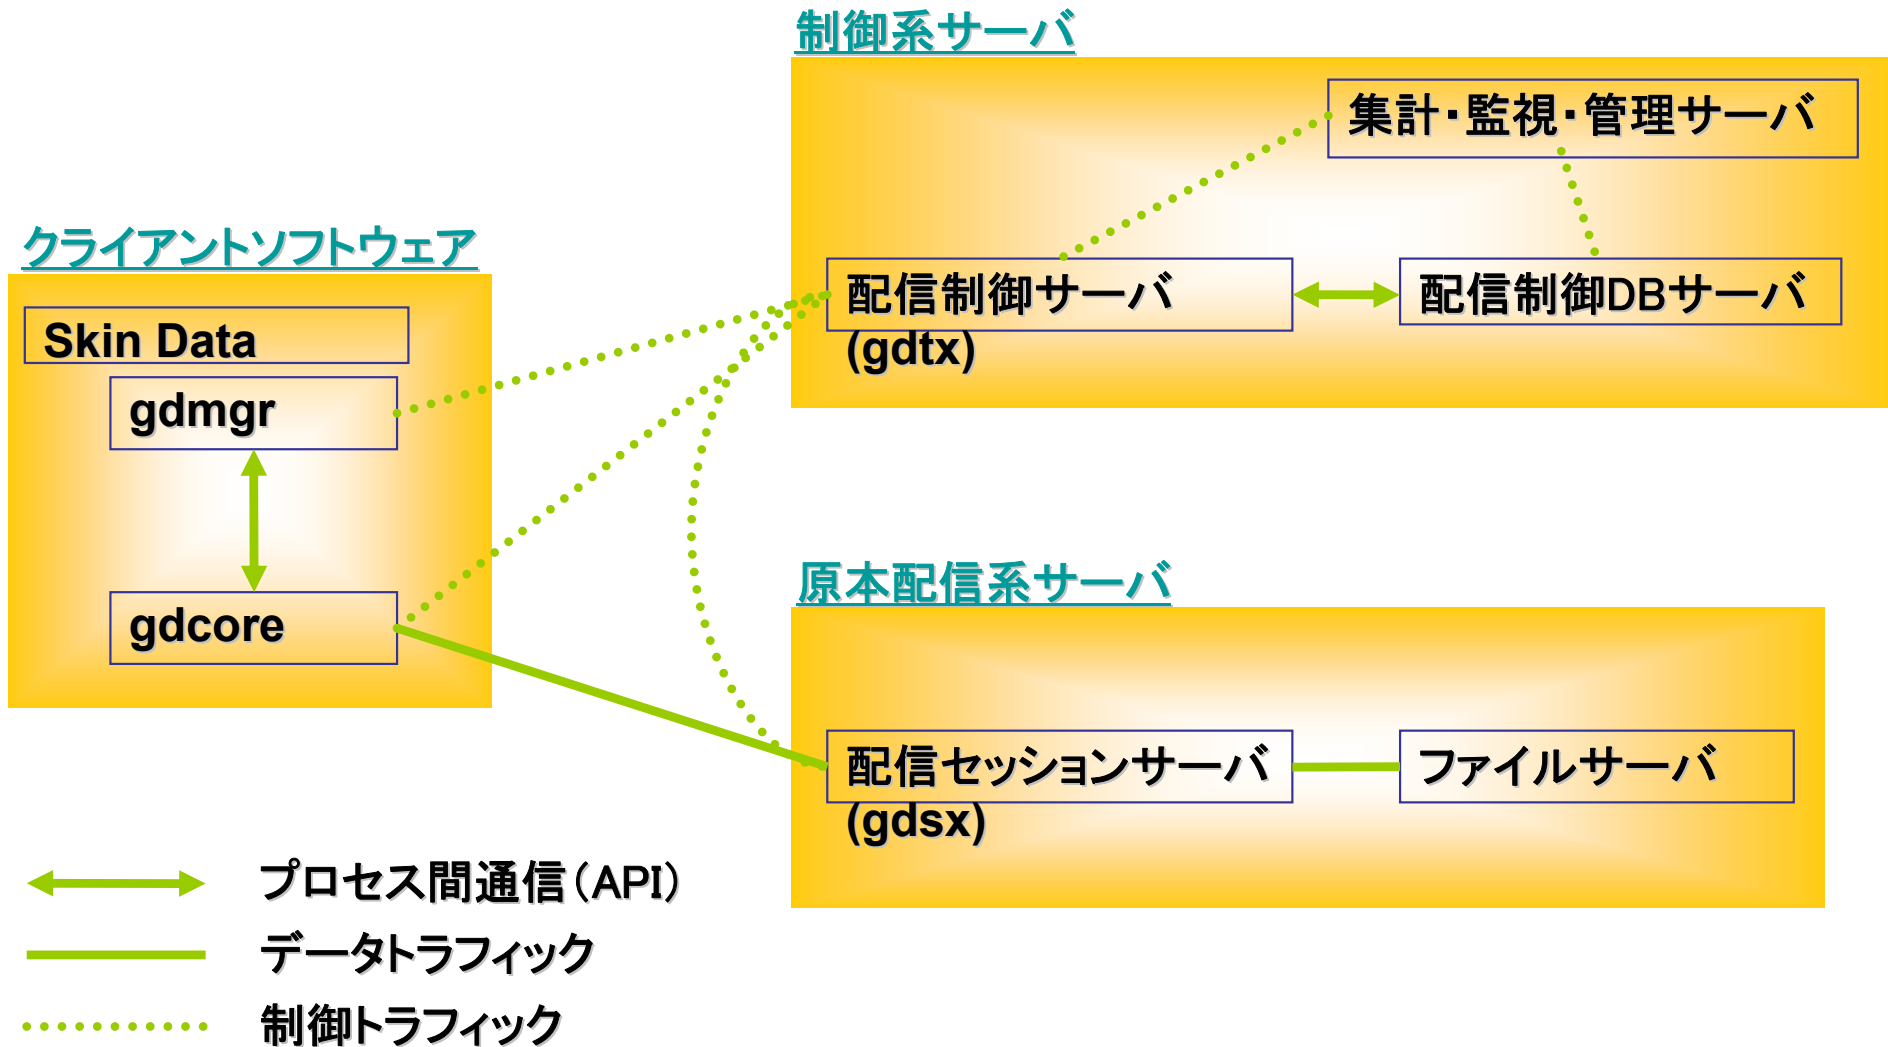 制御系サーバ
集計・監視・管理サーバ
配信制御サーバ
(gdtx)
配信制御DBサーバ
クライアントソフトウェア
Skin Data
gdmgr
gdcore
原本配信系サーバ
配信セッションサーバ
(gdsx)
ファイルサーバ
プロセス間通信(API)
データトラフィック
制御トラフィック